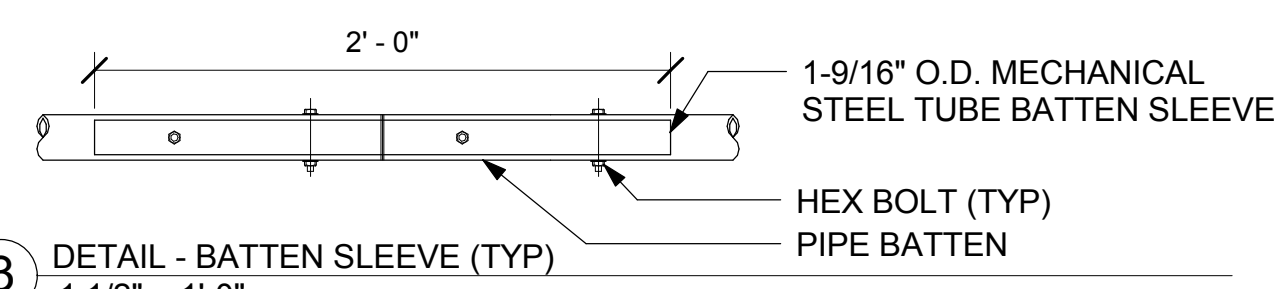 2' - 0"
1-9/16" O.D. MECHANICAL
STEEL TUBE BATTEN SLEEVE
HEX BOLT (TYP)
PIPE BATTEN
DETAIL - BATTEN SLEEVE (TYP)